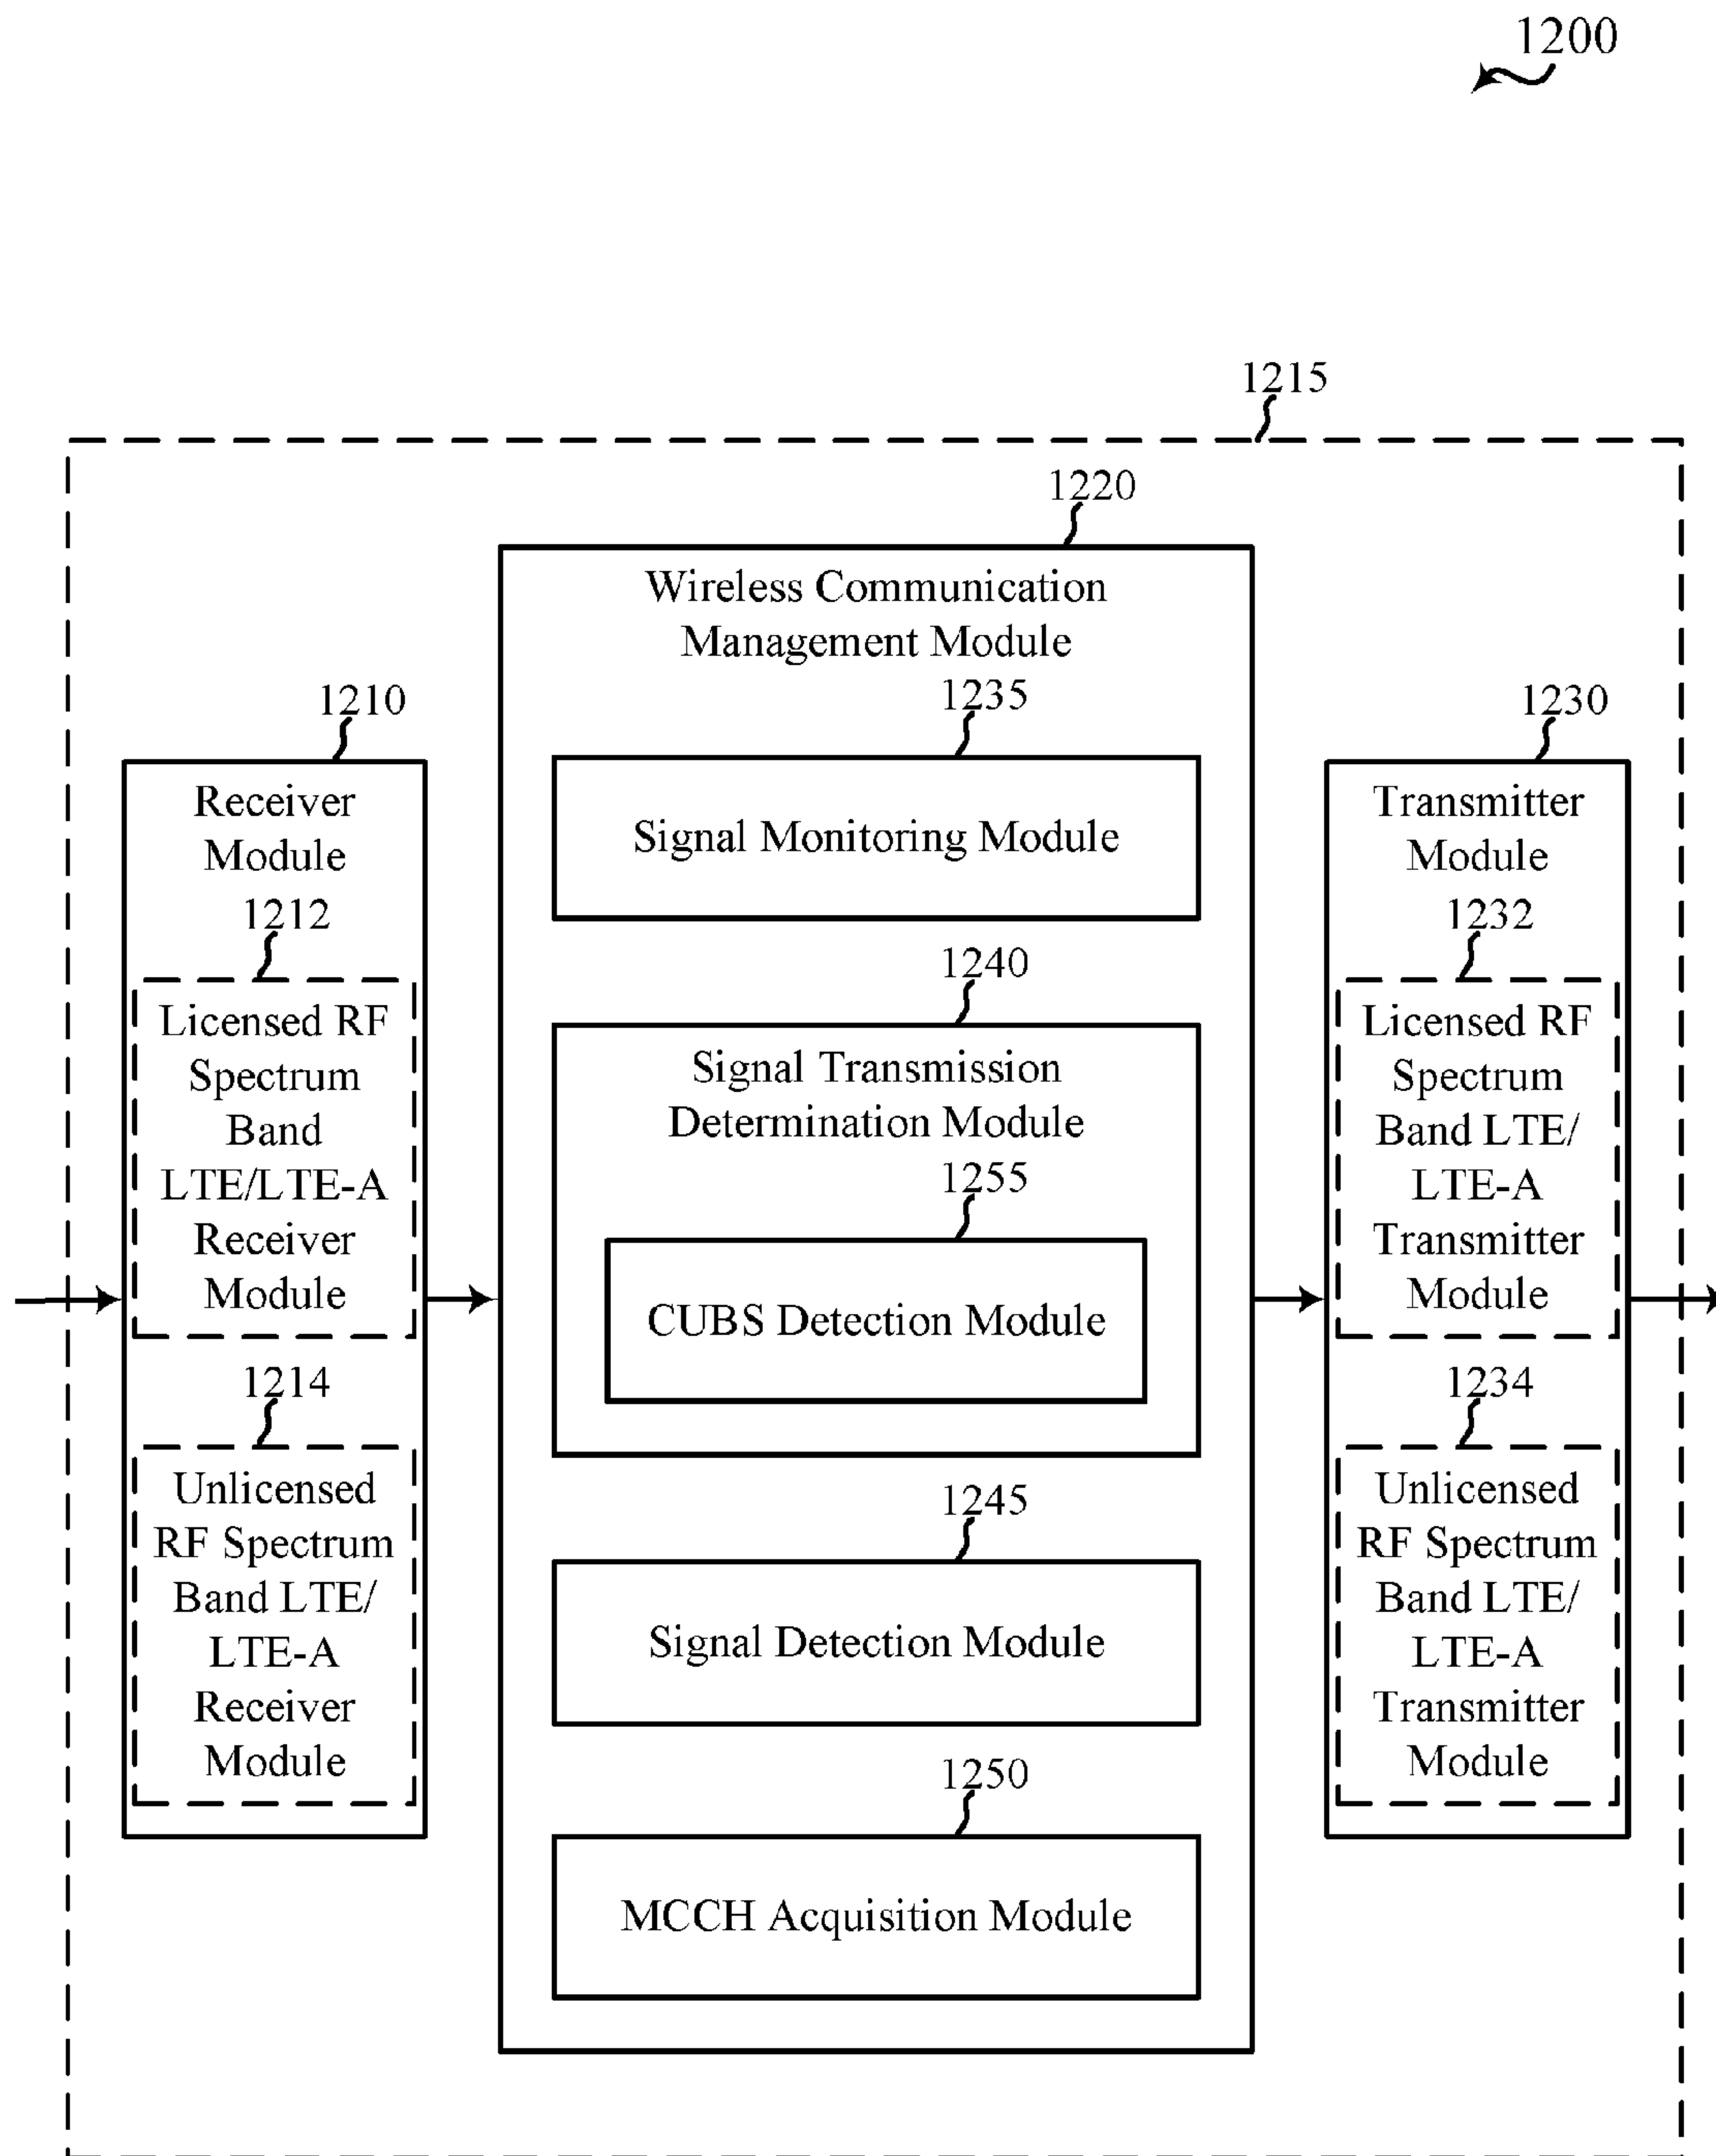 1200
1215
1220
Wireless Communication
Management Module
1210
Receiver
Module
1212
Licensed RF
Spectrum
Band
LTE/LTE-A
Receiver
Module
1214
Unlicensed
RF Spectrum
Band LTE/
LTE-A
Receiver
Module
1235
Signal Monitoring Module
1240
Signal Transmission
Determination Module
1255
CUBS Detection Module
1245
Signal Detection Module
1250
MCCH Acquisition Module
1230
Transmitter
Module
1232
Licensed RF
Spectrum
Band LTE/
LTE-A
Transmitter
Module
1234
Unlicensed
RF Spectrum
Band LTE/
LTE-A
Transmitter
Module